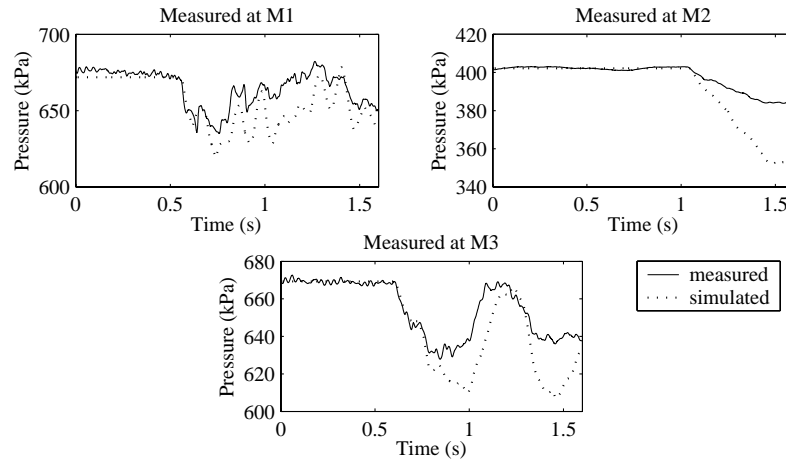 Measured at M1
700
650
600
Pressure (kPa)
0 0.5 1 1.5
Time (s)
Measured at M2
420
400
380
360
340
Pressure (kPa)
0 0.5 1 1.5
Time (s)
Measured at M3
680
660
640
620
600
Pressure (kPa)
0 0.5 1 1.5
Time (s)
measured
simulated